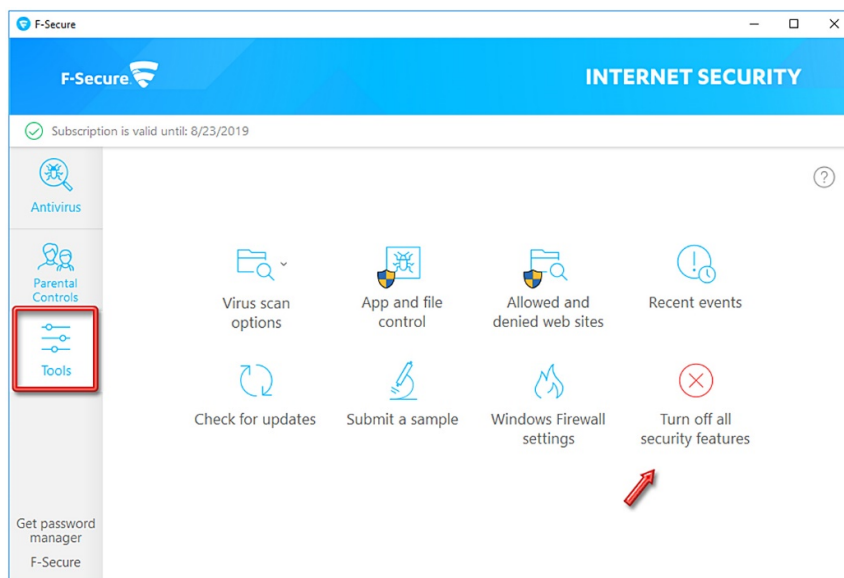 F-Secure
F-Secure.
INTERNET SECURITY
Subscription is valid until: 8/23/2019
Antivirus
Parental
Controls
Tools
Virus scan
options
App and file
control
Allowed and
denied web sites
Recent events
Check for updates
Submit a sample
Windows Firewall
settings
Turn off all
security features
Get password
manager
F-Secure